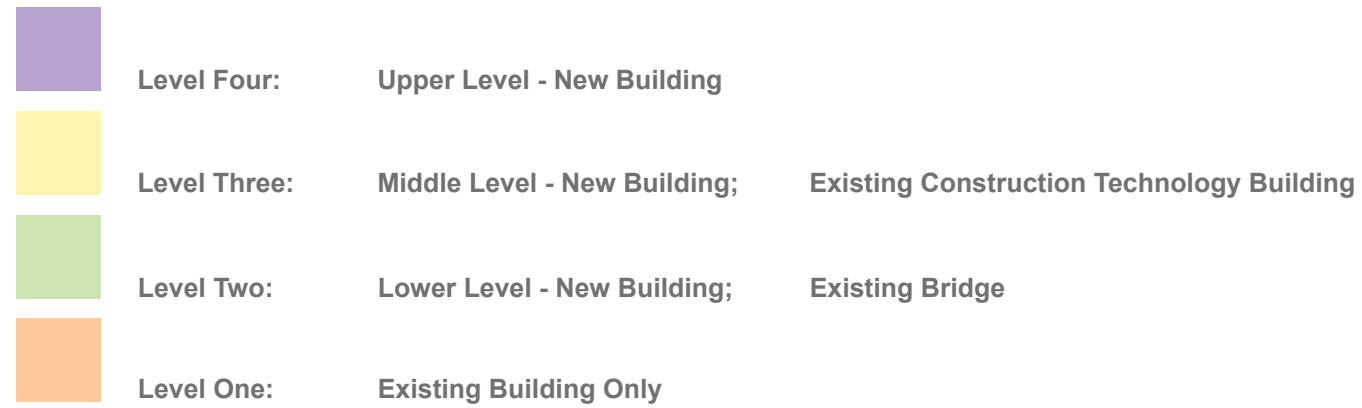 Level Four: Upper Level - New Building
Level Three: Middle Level - New Building; Existing Construction Technology Building
Level Two: Lower Level - New Building; Existing Bridge
Level One: Existing Building Only